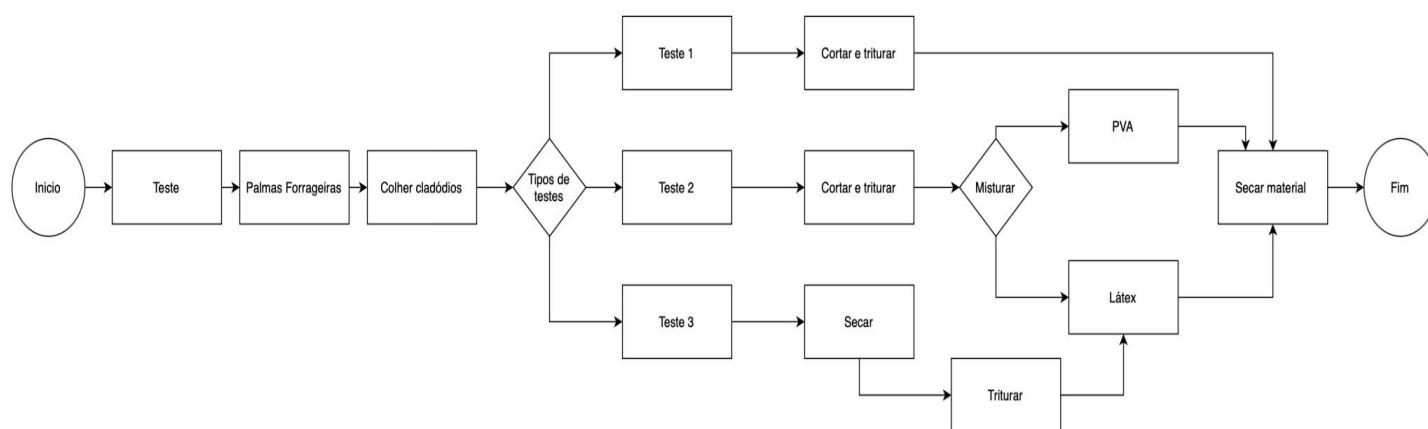 Teste 1
Cortar e triturar
PVA
Inicio
Teste
Palmas Forrageiras
Colher cladódios
Tipos de
testes
Teste 2
Cortar e triturar
Misturar
Secar material
Fim
Látex
Teste 3
Secar
Triturar